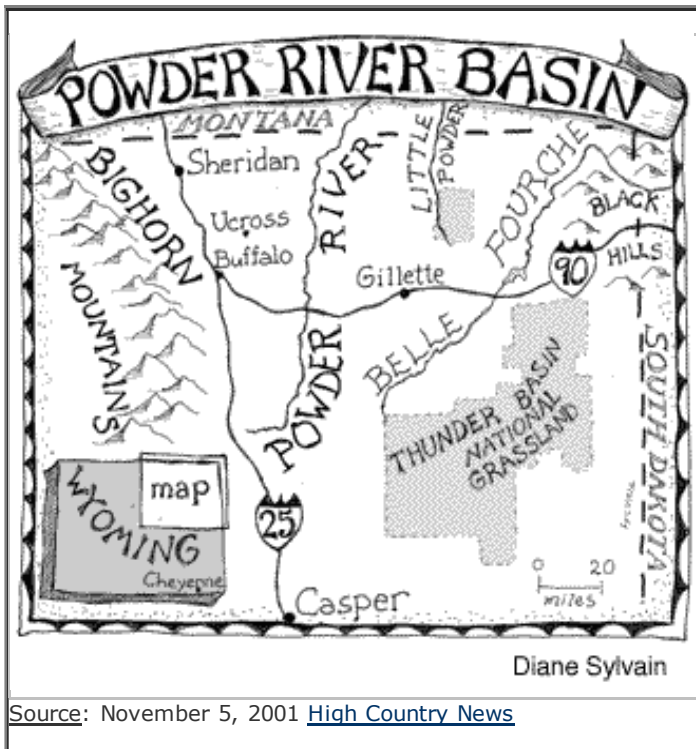 POWDER RIVER BASIN
MONTANA
Sheridan
BIGHORN
MOUNTAINS
Ucross
Buffalo
POWDER RIVER
LITTLE POWDER
BELLE FOURCHE
BLACK
HILLS
90
Gillette
THUNDER BASIN
NATIONAL
GRASSLAND
SOUTH DAKOTA
WYOMING
map
Cheyenne
25
Casper
0 20
miles
Diane Sylvain
Source: November 5, 2001 High Country News